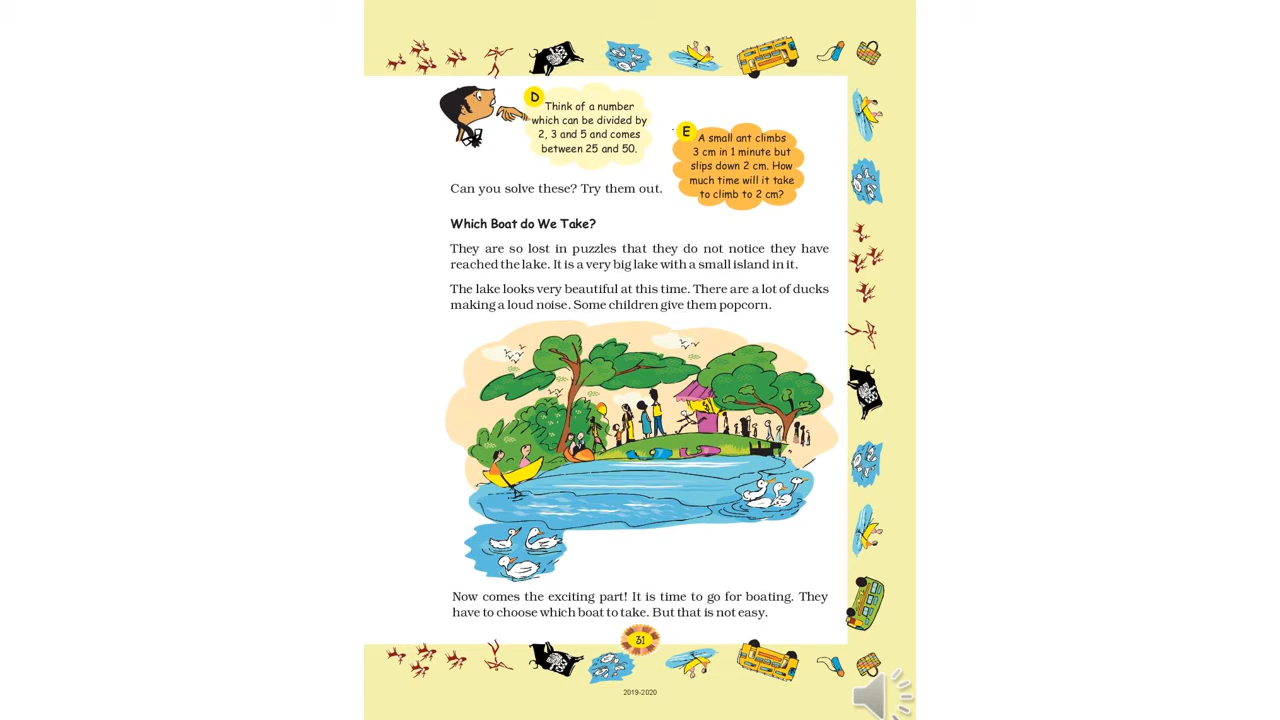 D
Think of a number
which can be divided by
2, 3 and 5 and comes
between 25 and 50.
E
A small ant climbs
3 cm in 1 minute but
slips down 2 cm. How
much time will it take
to climb to 2 cm?
Can you solve these? Try them out.
Which Boat do We Take?
They are so lost in puzzles that they do not notice they have
reached the lake. It is a very big lake with a small island in it.
The lake looks very beautiful at this time. There are a lot of ducks
making a loud noise. Some children give them popcorn.
Now comes the exciting part! It is time to go for boating. They
have to choose which boat to take. But that is not easy.
31
2019-2020